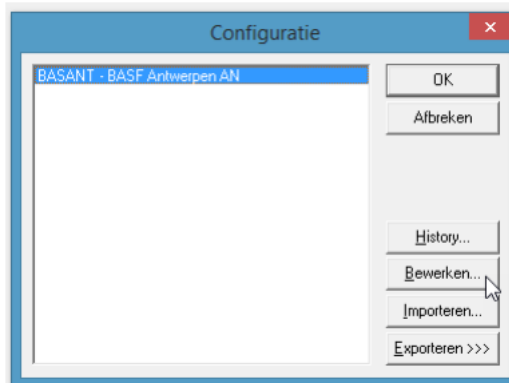 Configuratie
BASANT - BASF Antwerpen AN
OK
Afbreken
History...
Bewerken...
Importeren...
Exporteren >>>